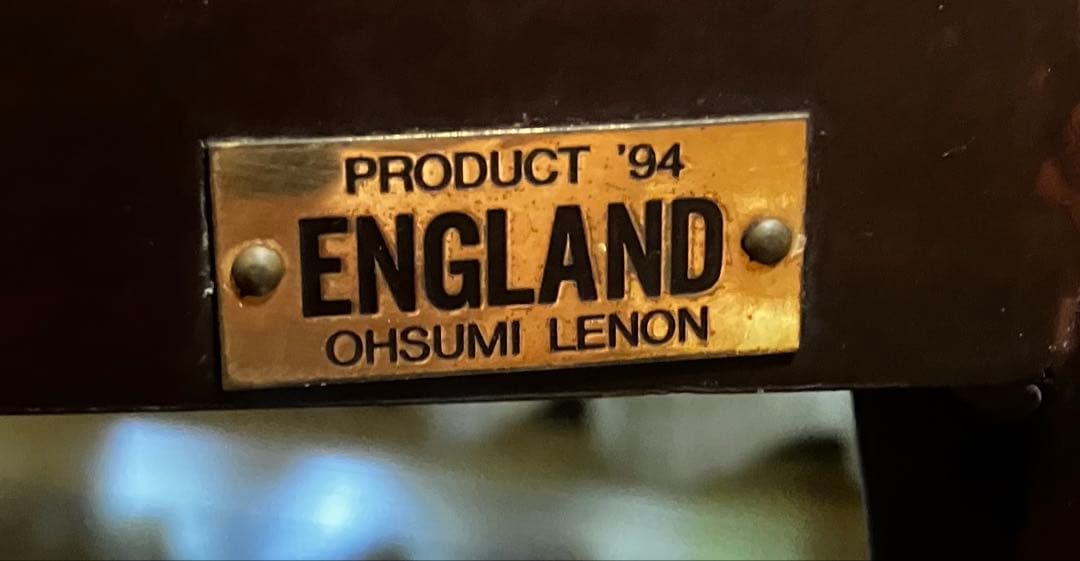 PRODUCT '94
ENGLAND
OHSUMI LENON